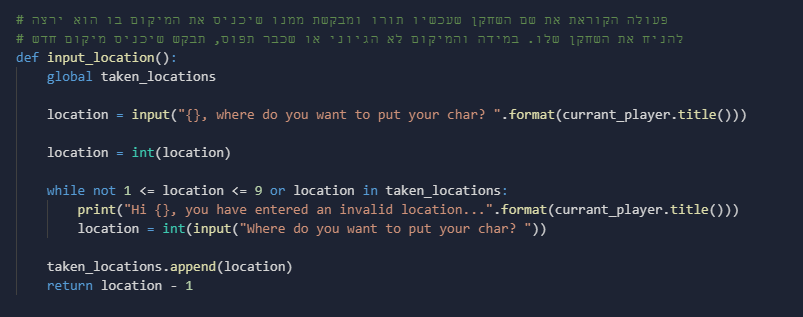 # פעולה הקוראת את שם השחקן שעכשיו תורו ומבקשת ממנו שיכניס את המיקום בו הוא ירצה
# להניח את השחקן שלו. במידה והמיקום לא הגיוני או שכבר תפוס, תבקש שיכניס מיקום חדש
def input_location():
    global taken_locations
    location = input("{}, where do you want to put your char? ".format(currant_player.title()))
    location = int(location)
    while not 1 <= location <= 9 or location in taken_locations:
        print("Hi {}, you have entered an invalid location...".format(currant_player.title()))
        location = int(input("Where do you want to put your char? "))
    taken_locations.append(location)
    return location - 1